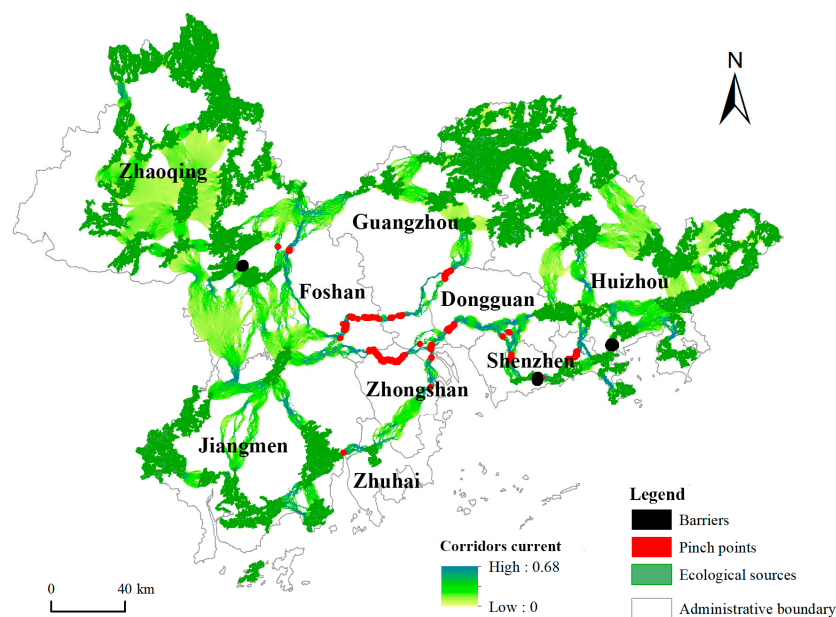 N
Zhaoqing
Guangzhou
Foshan
Dongguan
Huizhou
Shenzhen
Zhongshan
Jiangmen
Zhuhai
Legend
Barriers
Pinch points
Ecological sources
Administrative boundary
Corridors current
High : 0.68
Low : 0
0 40 km